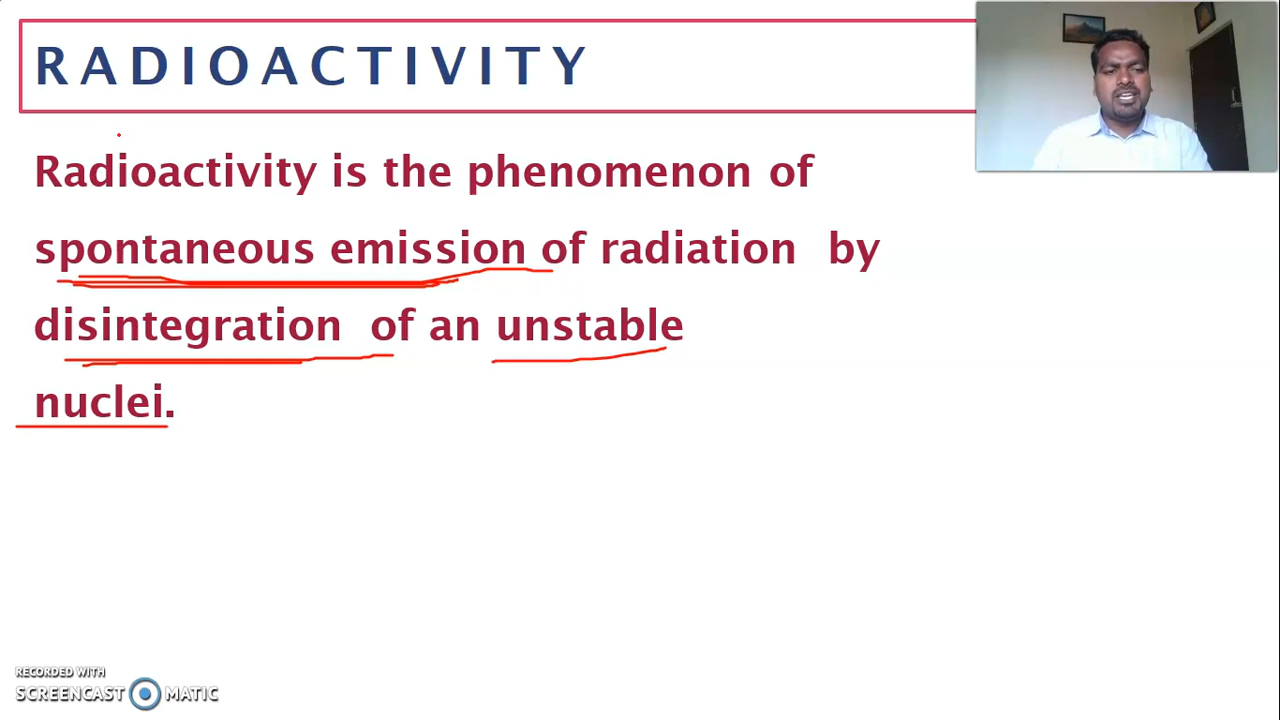 RADIOACTIVITY
Radioactivity is the phenomenon of
spontaneous emission of radiation by
disintegration of an unstable
nuclei.
RECORDED WITH
SCREENCAST MATIC